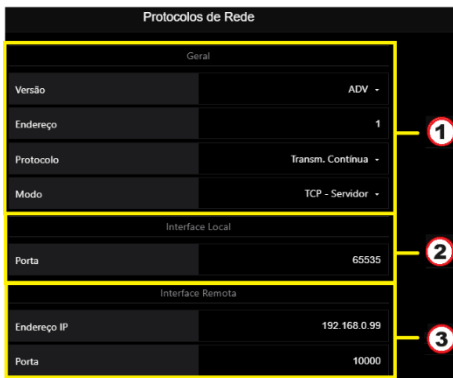 Protocolos de Rede
Geral
Versão ADV
Endereço 1
Protocolo Transm. Contínua
Modo TCP - Servidor
1
Interface Local
Porta 65535
2
Interface Remota
Endereço IP 192.168.0.99
3
Porta 10000